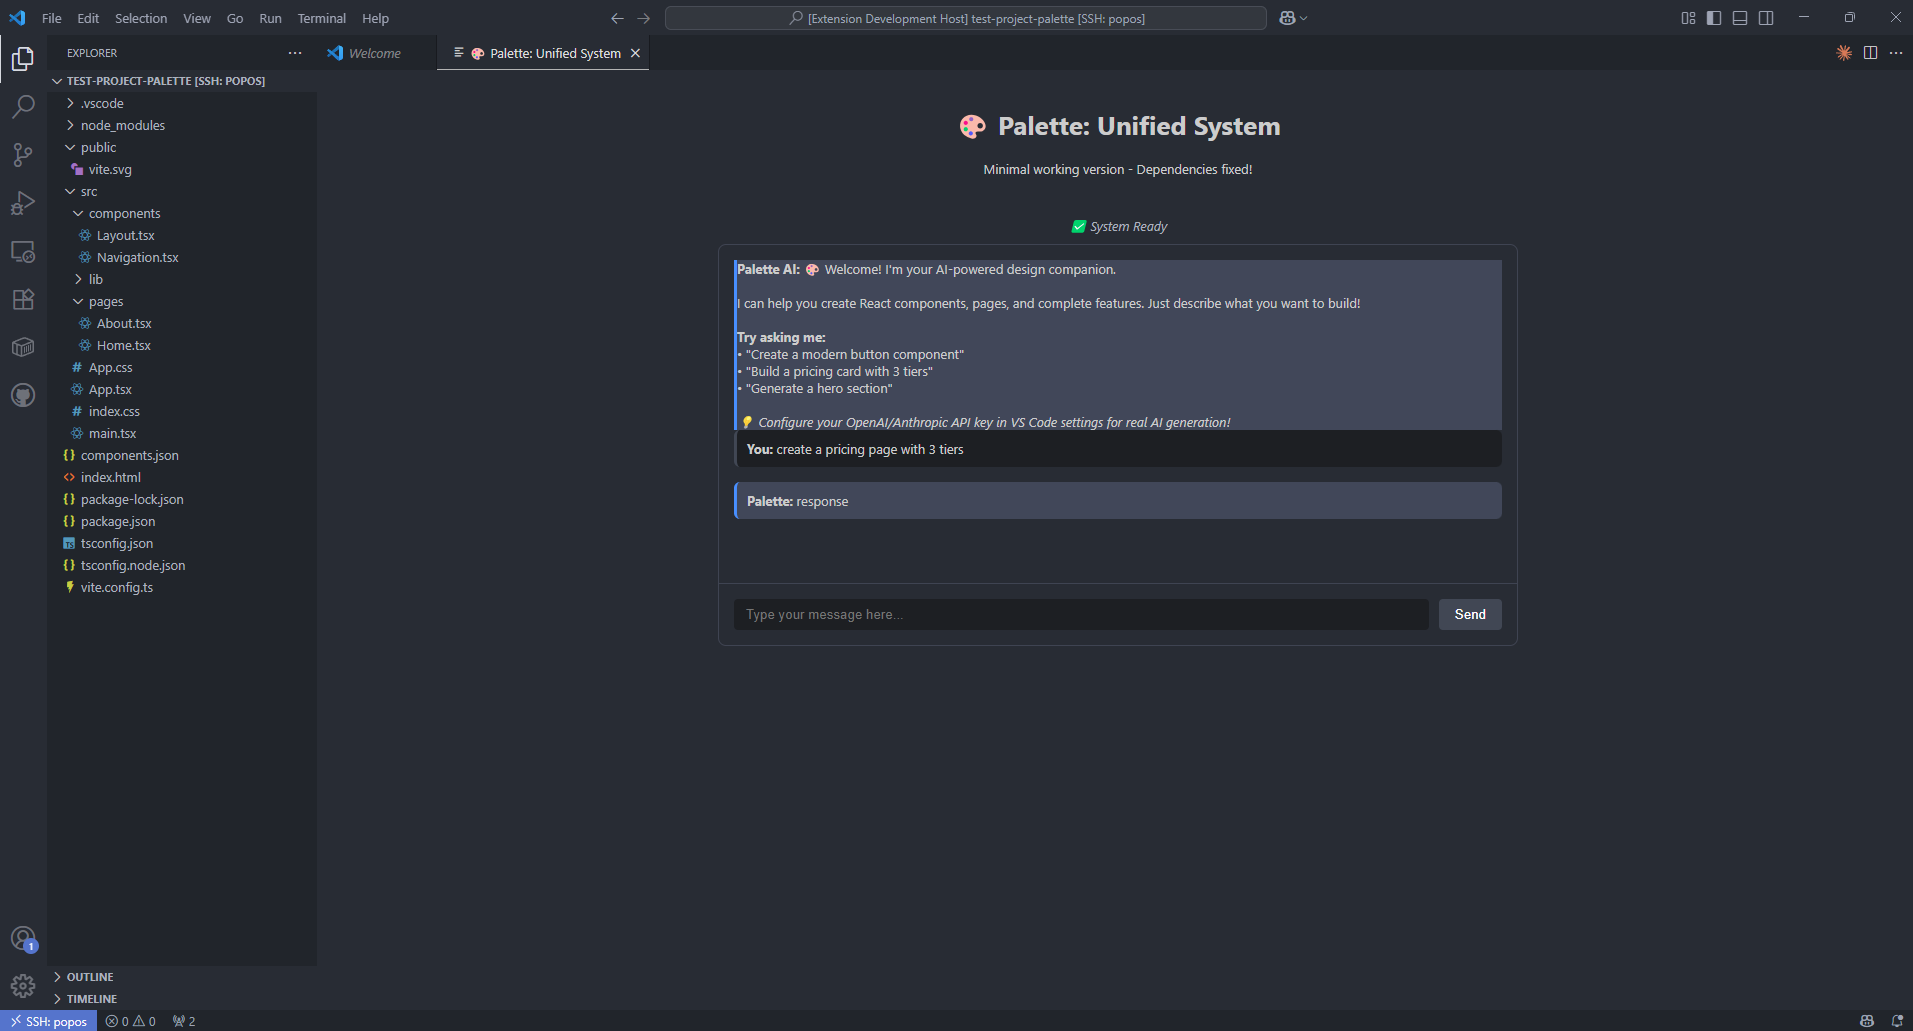 File Edit Selection View Go Run Terminal Help
[Extension Development Host] test-project-palette [SSH: popos]
EXPLORER
Welcome
🎨 Palette: Unified System
TEST-PROJECT-PALETTE [SSH: POPOS]
.vscode
node_modules
public
vite.svg
src
components
Layout.tsx
Navigation.tsx
lib
pages
About.tsx
Home.tsx
# App.css
App.tsx
# index.css
main.tsx
{} components.json
<> index.html
{} package-lock.json
{} package.json
TS tsconfig.json
{} tsconfig.node.json
vite.config.ts
OUTLINE
TIMELINE
🎨 Palette: Unified System
Minimal working version - Dependencies fixed!
✅ System Ready
Palette AI: 🎨 Welcome! I'm your AI-powered design companion.
I can help you create React components, pages, and complete features. Just describe what you want to build!
Try asking me:
• "Create a modern button component"
• "Build a pricing card with 3 tiers"
• "Generate a hero section"
💡 Configure your OpenAI/Anthropic API key in VS Code settings for real AI generation!
You: create a pricing page with 3 tiers
Palette: response
Type your message here...
Send
1
SSH: popos
0 0
2